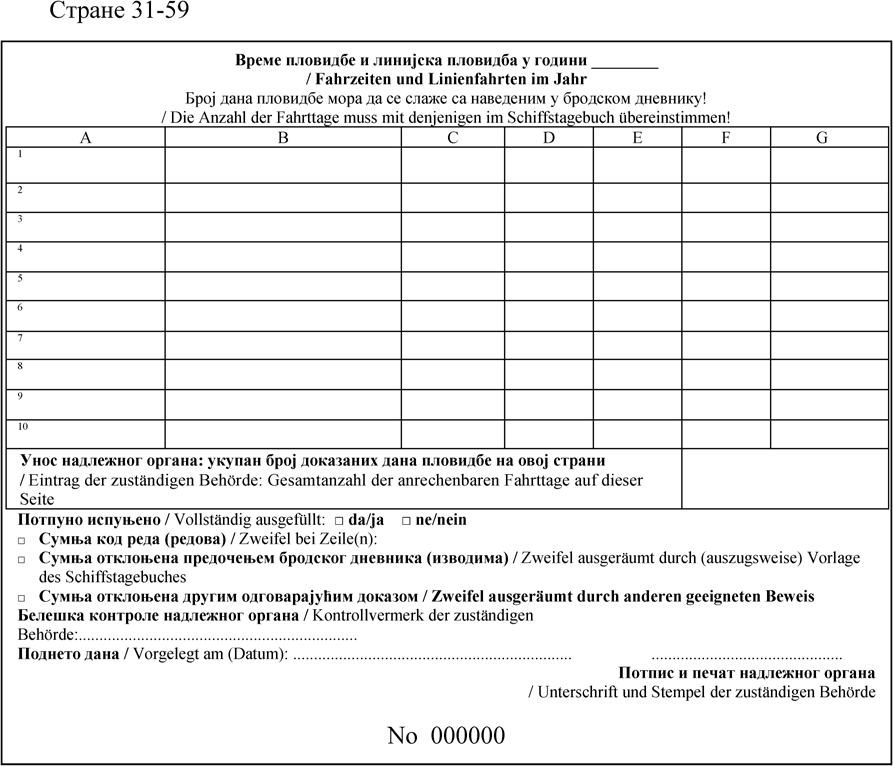 Стране 31-59
Време пловидбе и линијска пловидба у години ________
/ Fahrzeiten und Linienfahrten im Jahr
Број дана пловидбе мора да се слаже са наведеним у бродском дневнику!
/ Die Anzahl der Fahrttage muss mit denjenigen im Schiffstagebuch übereinstimmen!
A B C D E F G
1
2
3
4
5
6
7
8
9
10
Унос надлежног органа: укупан број доказаних дана пловидбе на овој страни
/ Eintrag der zuständigen Behörde: Gesamtanzahl der anrechenbaren Fahrttage auf dieser
Seite
Потпуно испуњено / Vollständig ausgefüllt: □ da/ja □ ne/nein
□ Сумња код реда (редова) / Zweifel bei Zeile(n):
□ Сумња отклоњена предочењем бродског дневника (изводима) / Zweifel ausgeräumt durch (auszugsweise) Vorlage
des Schiffstagebuches
□ Сумња отклоњена другим одговарајућим доказом / Zweifel ausgeräumt durch anderen geeigneten Beweis
Белешка контроле надлежног органа / Kontrollvermerk der zuständigen
Behörde:....................................................................
Поднето дана / Vorgelegt am (Datum): .................................................................... ...............................................
Потпис и печат надлежног органа
/ Unterschrift und Stempel der zuständigen Behörde
No 000000